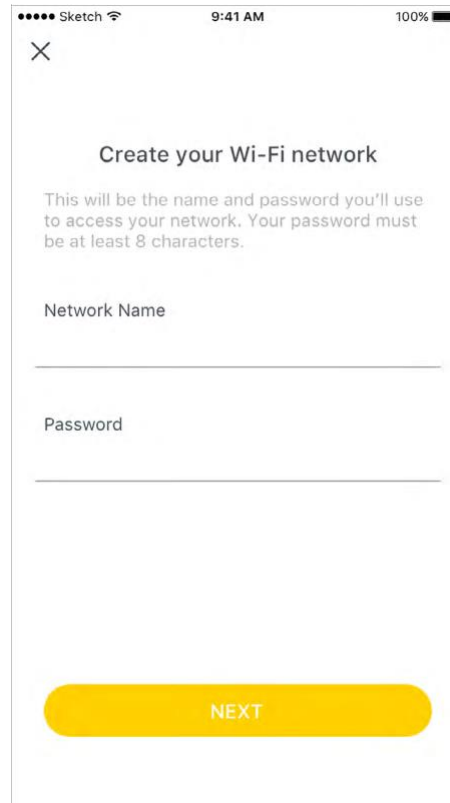 Sketch 9:41 AM 100%
Create your Wi-Fi network
This will be the name and password you'll use
to access your network. Your password must
be at least 8 characters.
Network Name
Password
NEXT